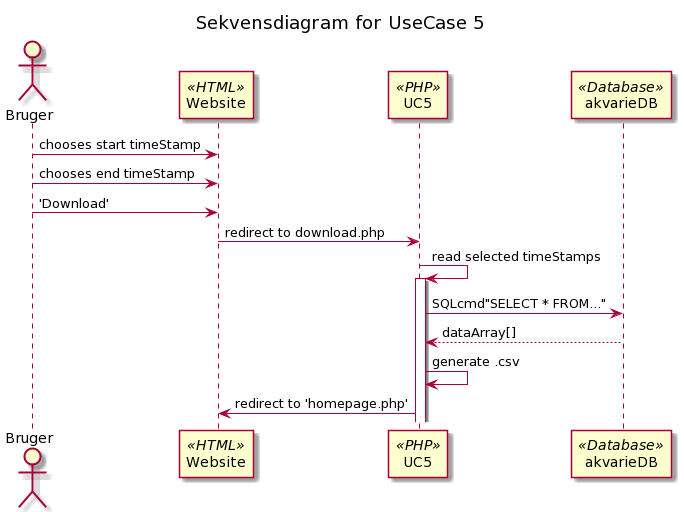 Sekvensdiagram for UseCase 5
Bruger
«HTML»
Website
«PHP»
UC5
«Database»
akvarieDB
chooses start timeStamp
chooses end timeStamp
'Download'
redirect to download.php
read selected timeStamps
SQLcmd"SELECT * FROM..."
dataArray[]
generate .csv
redirect to 'homepage.php'
Bruger
«HTML»
Website
«PHP»
UC5
«Database»
akvarieDB